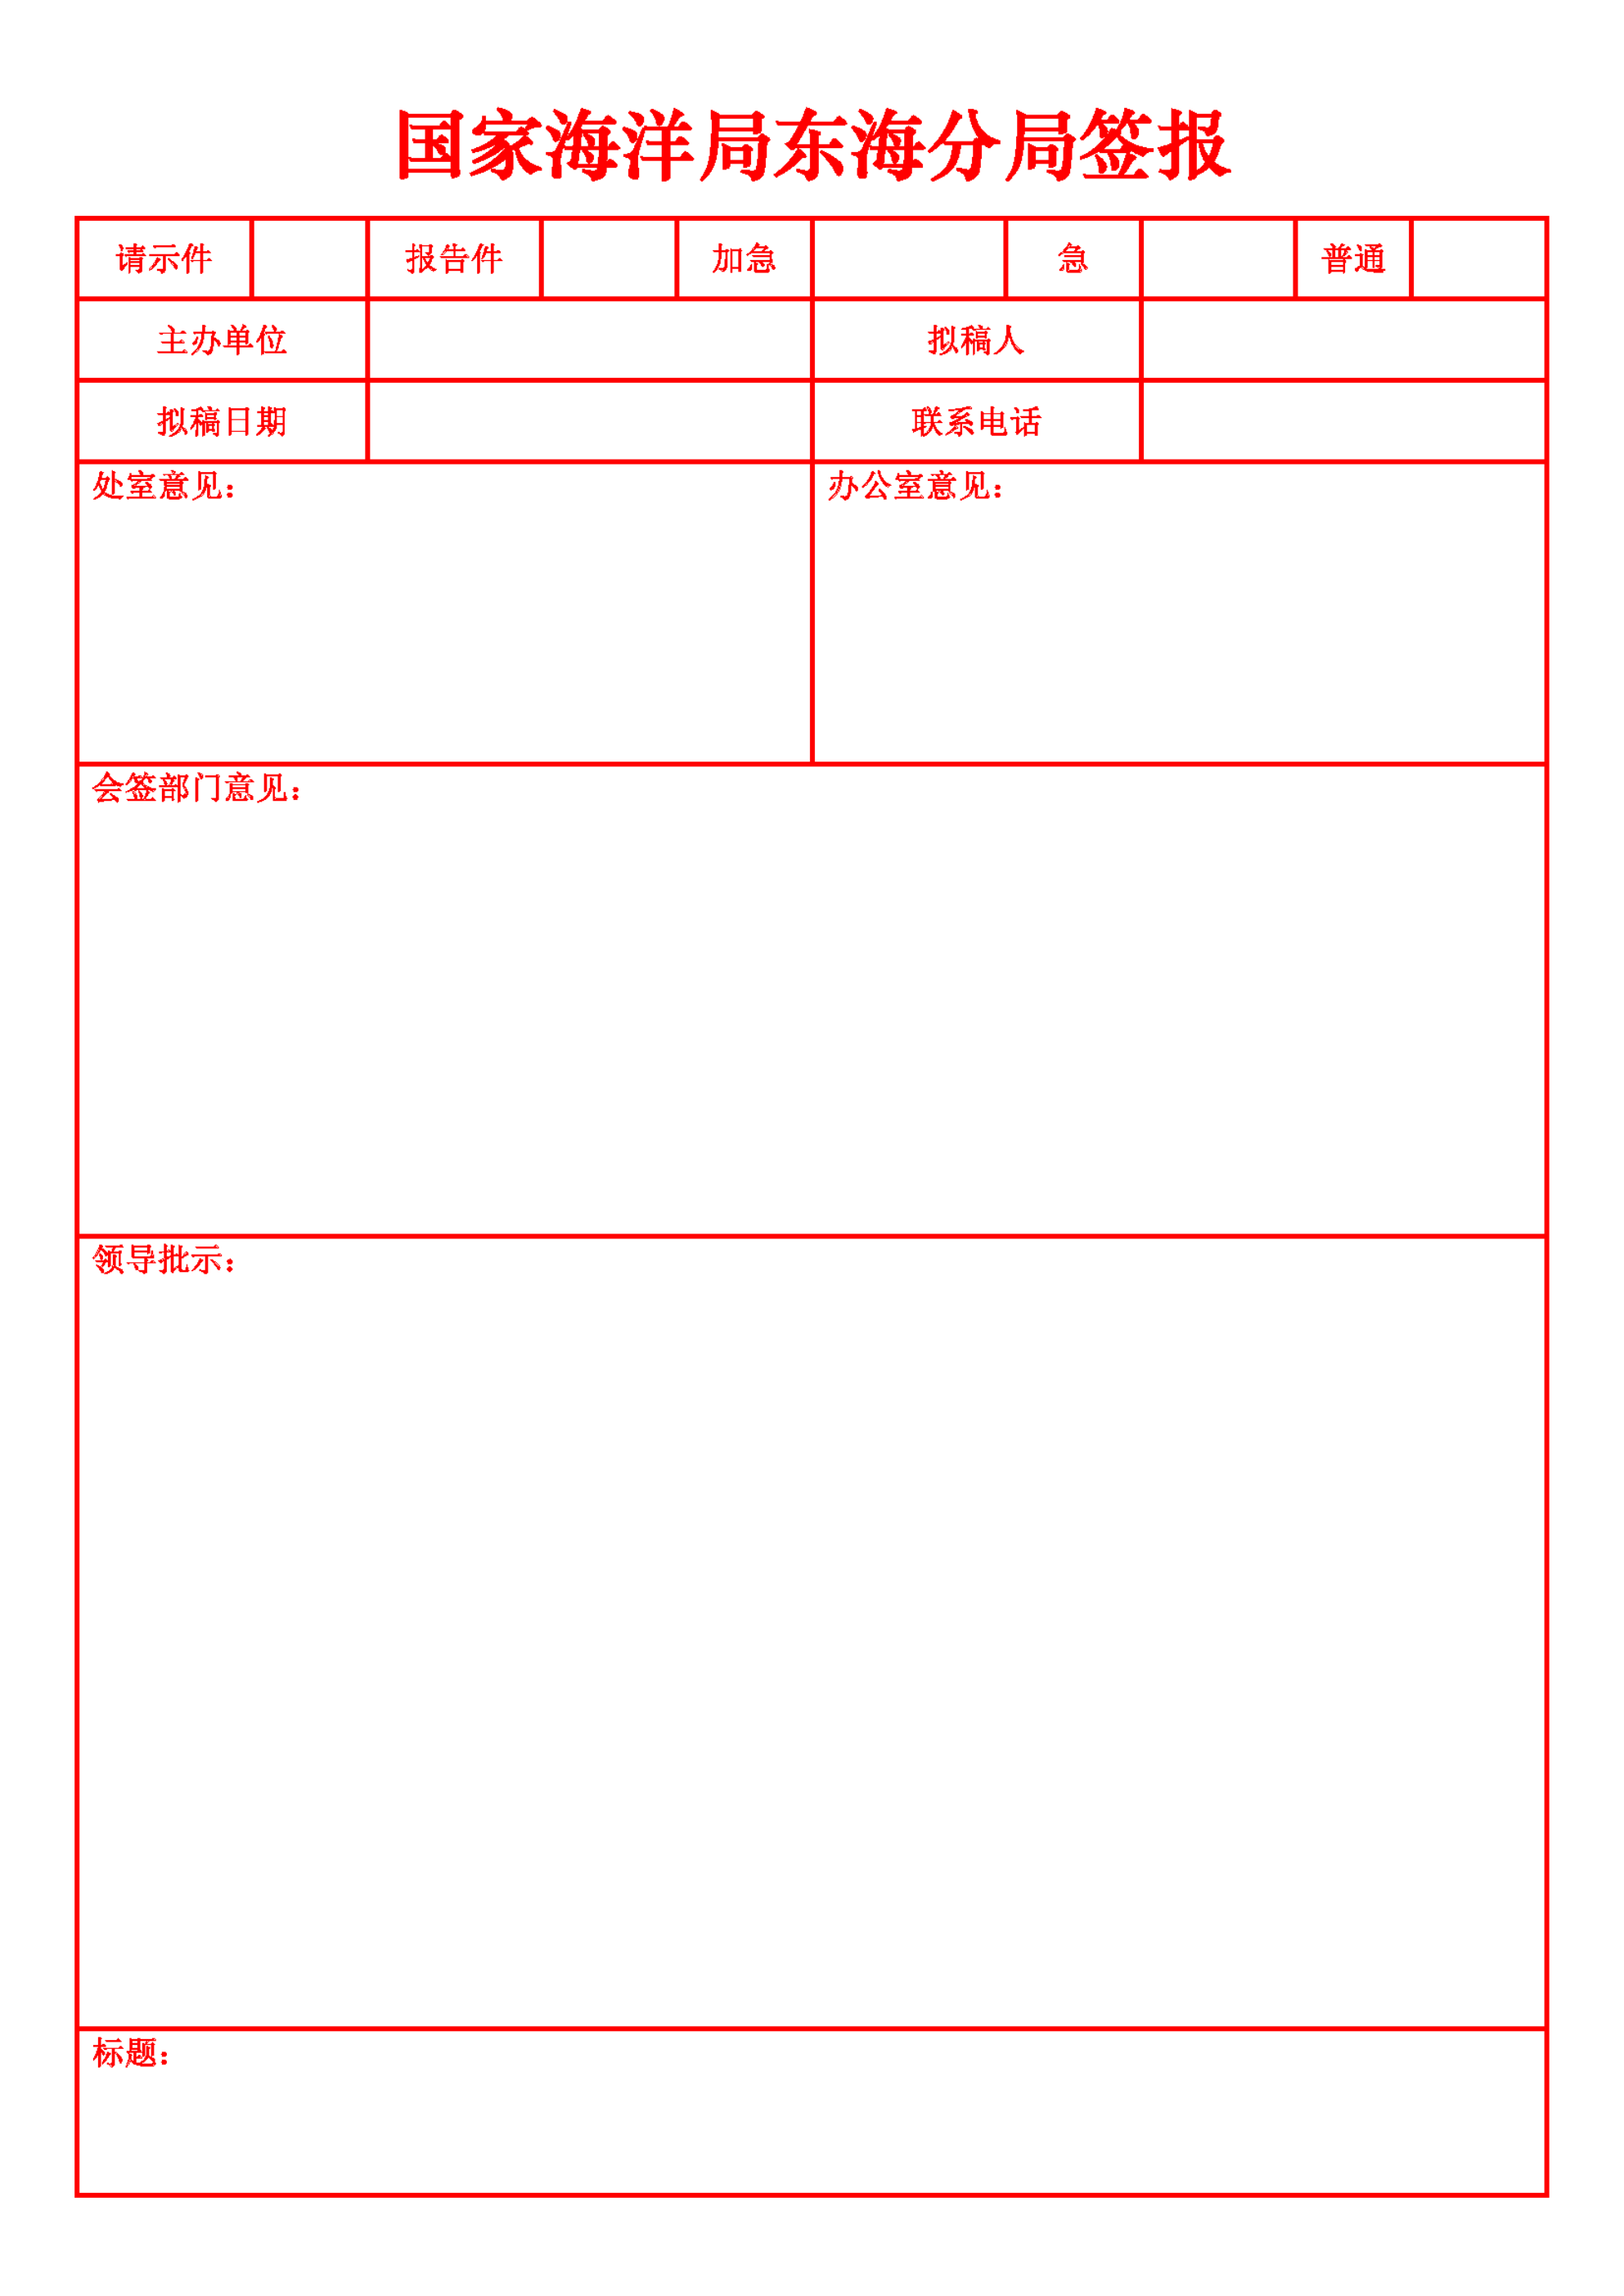 国家海洋局东海分局签报
请示件 报告件 加急 急 普通
主办单位 拟稿人
拟稿日期 联系电话
处室意见： 办公室意见：
会签部门意见：
领导批示：
标题：